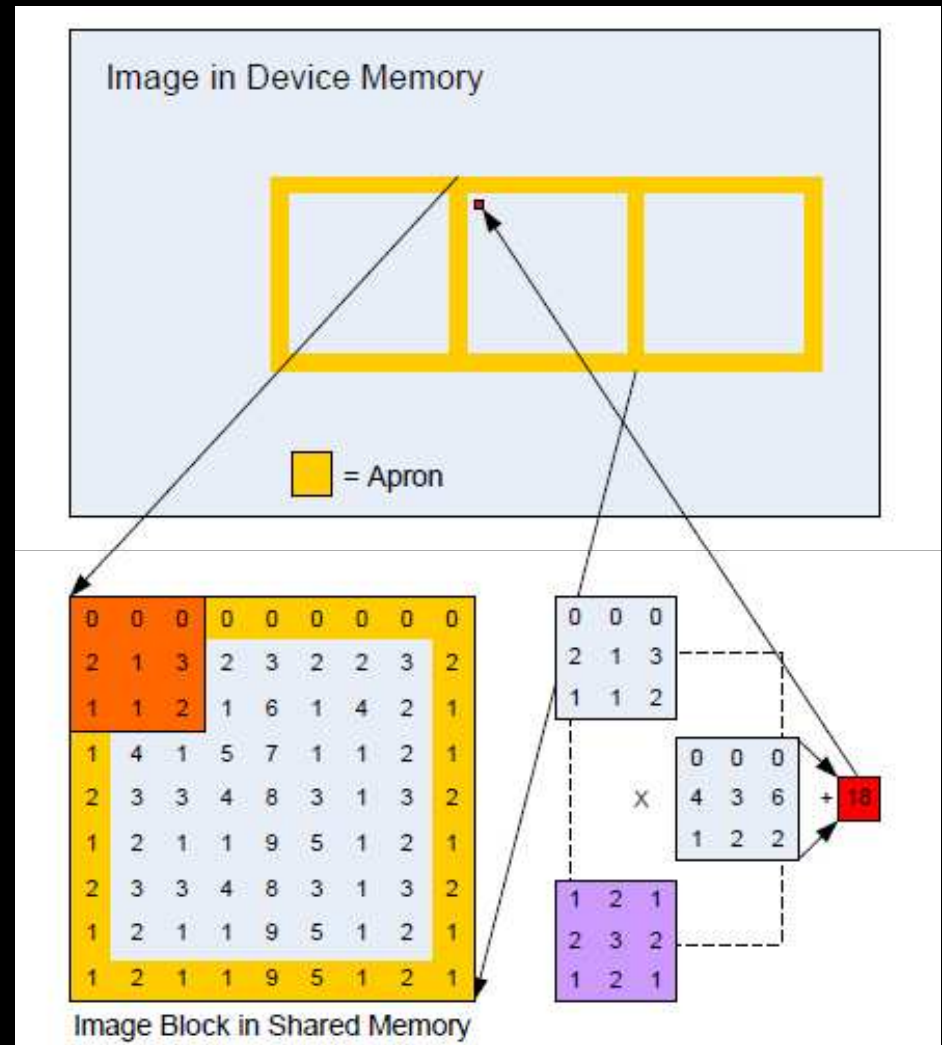 Image in Device Memory
= Apron
0 0 0 0 0 0 0 0 0
2 1 3 2 3 2 2 3 2
1 1 2 1 6 1 4 2 1
1 4 1 5 7 1 1 2 1
2 3 3 4 8 3 1 3 2
1 2 1 1 9 5 1 2 1
2 3 3 4 8 3 1 3 2
1 2 1 1 9 5 1 2 1
1 2 1 1 9 5 1 2 1
Image Block in Shared Memory
0 0 0
2 1 3
1 1 2
X
0 0 0
4 3 6
1 2 2
+ 18
1 2 1
2 3 2
1 2 1